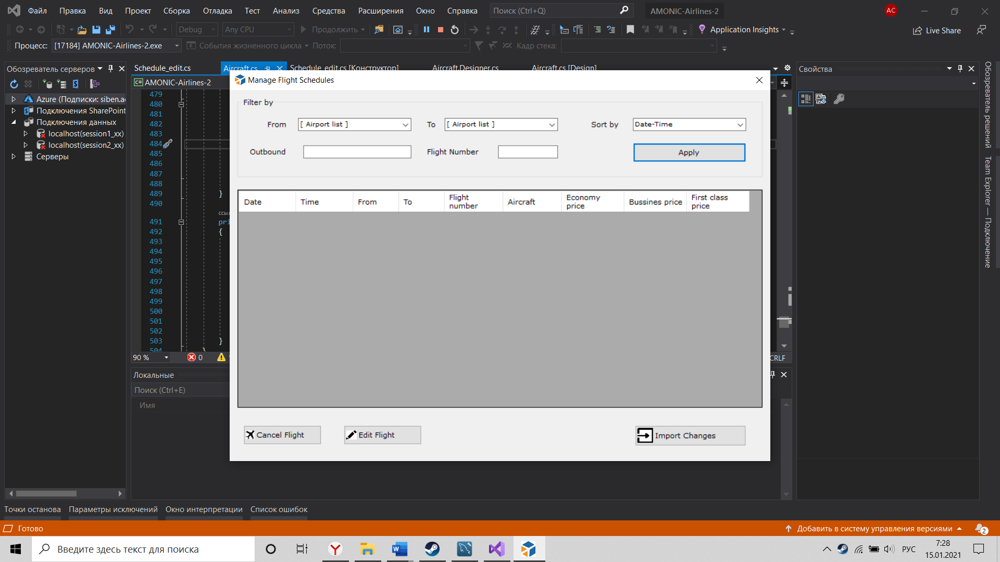 Файл Правка Вид Проект Сборка Отладка Тест Анализ Средства Расширения Окно Справка Поиск (Ctrl+Q) AMONIC-Airlines-2 AC
Debug Any CPU Продолжить Application Insights Live Share
Процесс: [17184] AMONIC-Airlines-2.exe События жизненного цикла Поток: Кадр стека:
Обозреватель серверов
Azure (Подписки: siben.a
Подключения SharePoint
Подключения данных
localhost(session1_xx)
localhost(session2_xx)
Серверы
Schedule_edit.cs Aircraft.cs Schedule_edit.cs [Конструктор] Aircraft.Designer.cs Aircraft.cs [Design]
C# AMONIC-Airlines-2
479
480
481
482
483
484
485
486
487
488
489 }
490
ссыл
491 pri
492 {
493
494
495
496
497
498
499
500
501
502
503 }
504 }
90 % 0 CRLF
Manage Flight Schedules
Filter by
From [ Airport list ] To [ Airport list ] Sort by Date-Time
Outbound Flight Number Apply
Date Time From To Flight number Aircraft Economy price Bussines price First class price
Cancel Flight Edit Flight Import Changes
Локальные
Поиск (Ctrl+E)
Имя
Свойства
Обозреватель решений
Team Explorer — Подключение
Точки останова Параметры исключений Окно интерпретации Список ошибок
Готово Добавить в систему управления версиями 2
Введите здесь текст для поиска РУС 7:28
15.01.2021